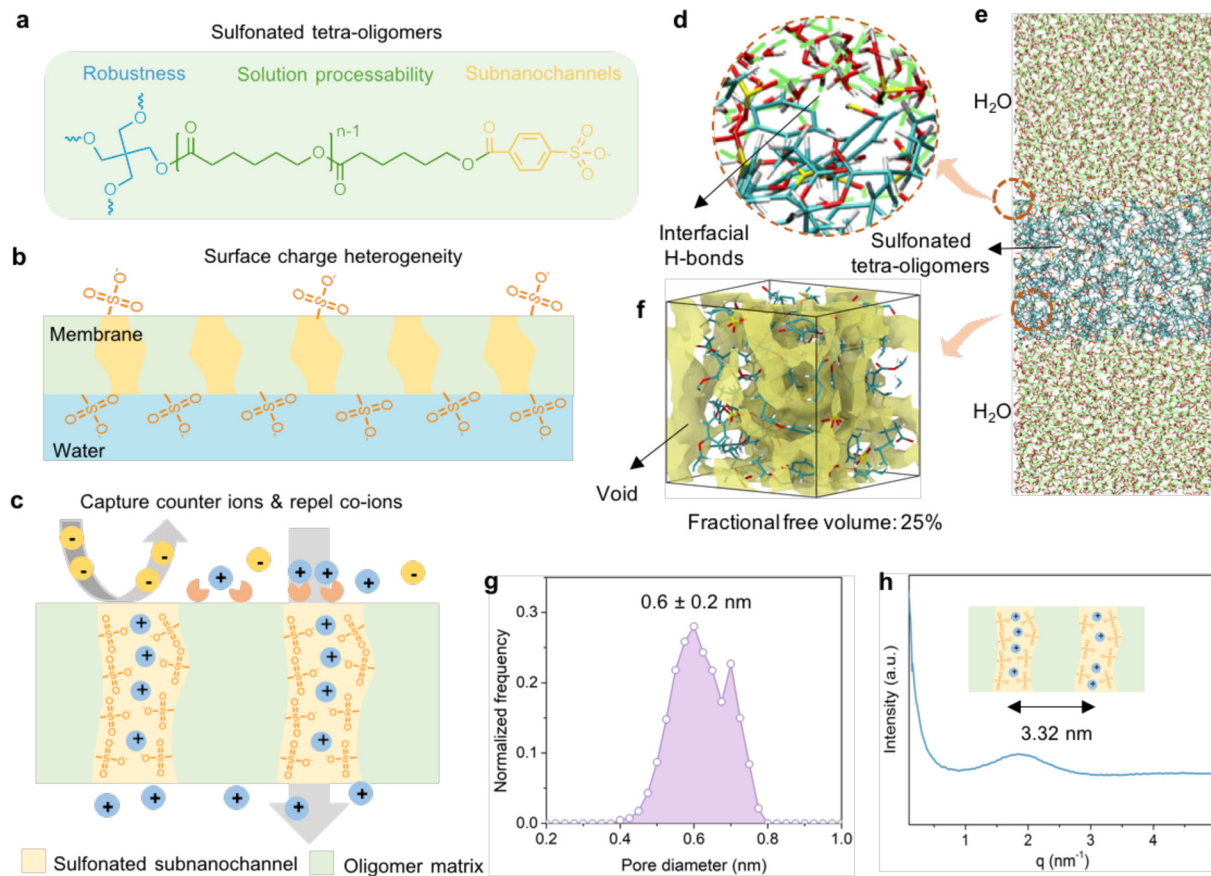 a
Sulfonated tetra-oligomers
Robustness
Solution processability
Subnanochannels
n-1
b
Surface charge heterogeneity
Membrane
Water
c
Capture counter ions & repel co-ions
Sulfonated subnanochannel
Oligomer matrix
d
Interfacial
H-bonds
e
H2O
Sulfonated
tetra-oligomers
H2O
f
Void
Fractional free volume: 25%
g
0.6 ± 0.2 nm
Normalized frequency
0.3
0.2
0.1
0.0
0.2
0.4
0.6
0.8
1.0
Pore diameter (nm)
h
3.32 nm
Intensity (a.u.)
1
2
3
4
q (nm⁻¹)